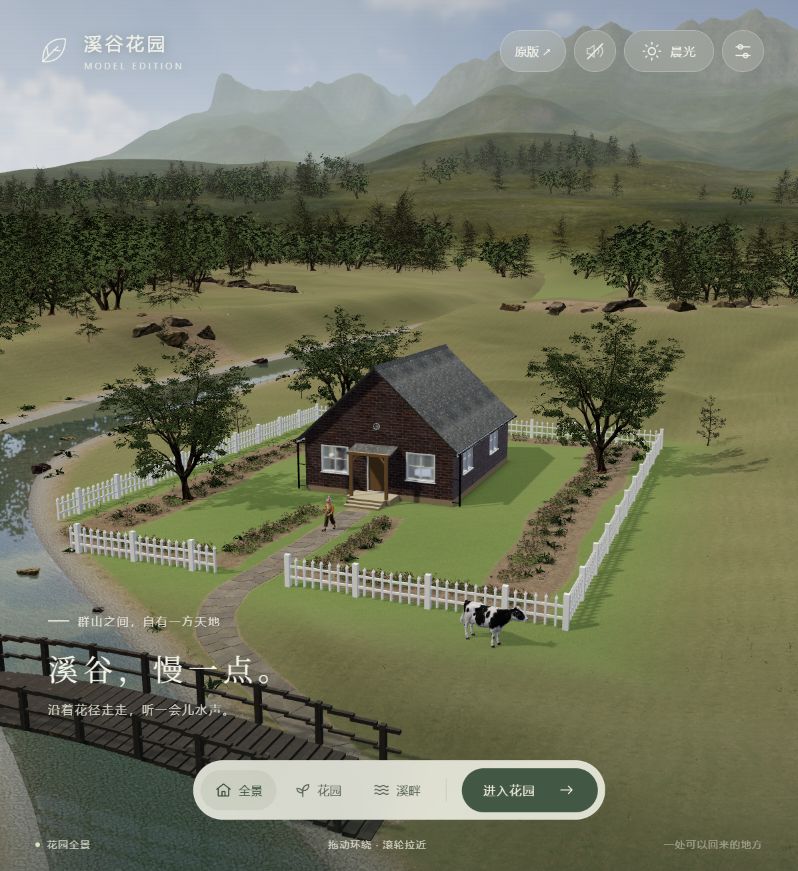 溪谷花园
MODEL EDITION
原版 ↗
晨光
群山之间，自有一方天地
溪谷，慢一点。
沿着花径走走，听一会儿水声。
全景
花园
溪畔
进入花园 →
花园全景
拖动环绕 · 滚轮拉近
一处可以回来的地方